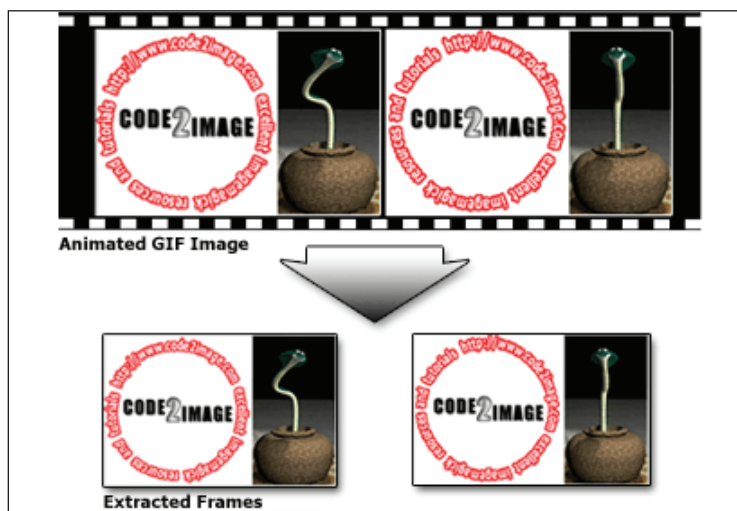 http://www.code2image.com excellent Imagemagick resources and tutorials
CODE2IMAGE
http://www.code2image.com excellent Imagemagick resources and tutorials
CODE2IMAGE
Animated GIF Image
http://www.code2image.com excellent Imagemagick resources and tutorials
CODE2IMAGE
http://www.code2image.com excellent Imagemagick resources and tutorials
CODE2IMAGE
Extracted Frames